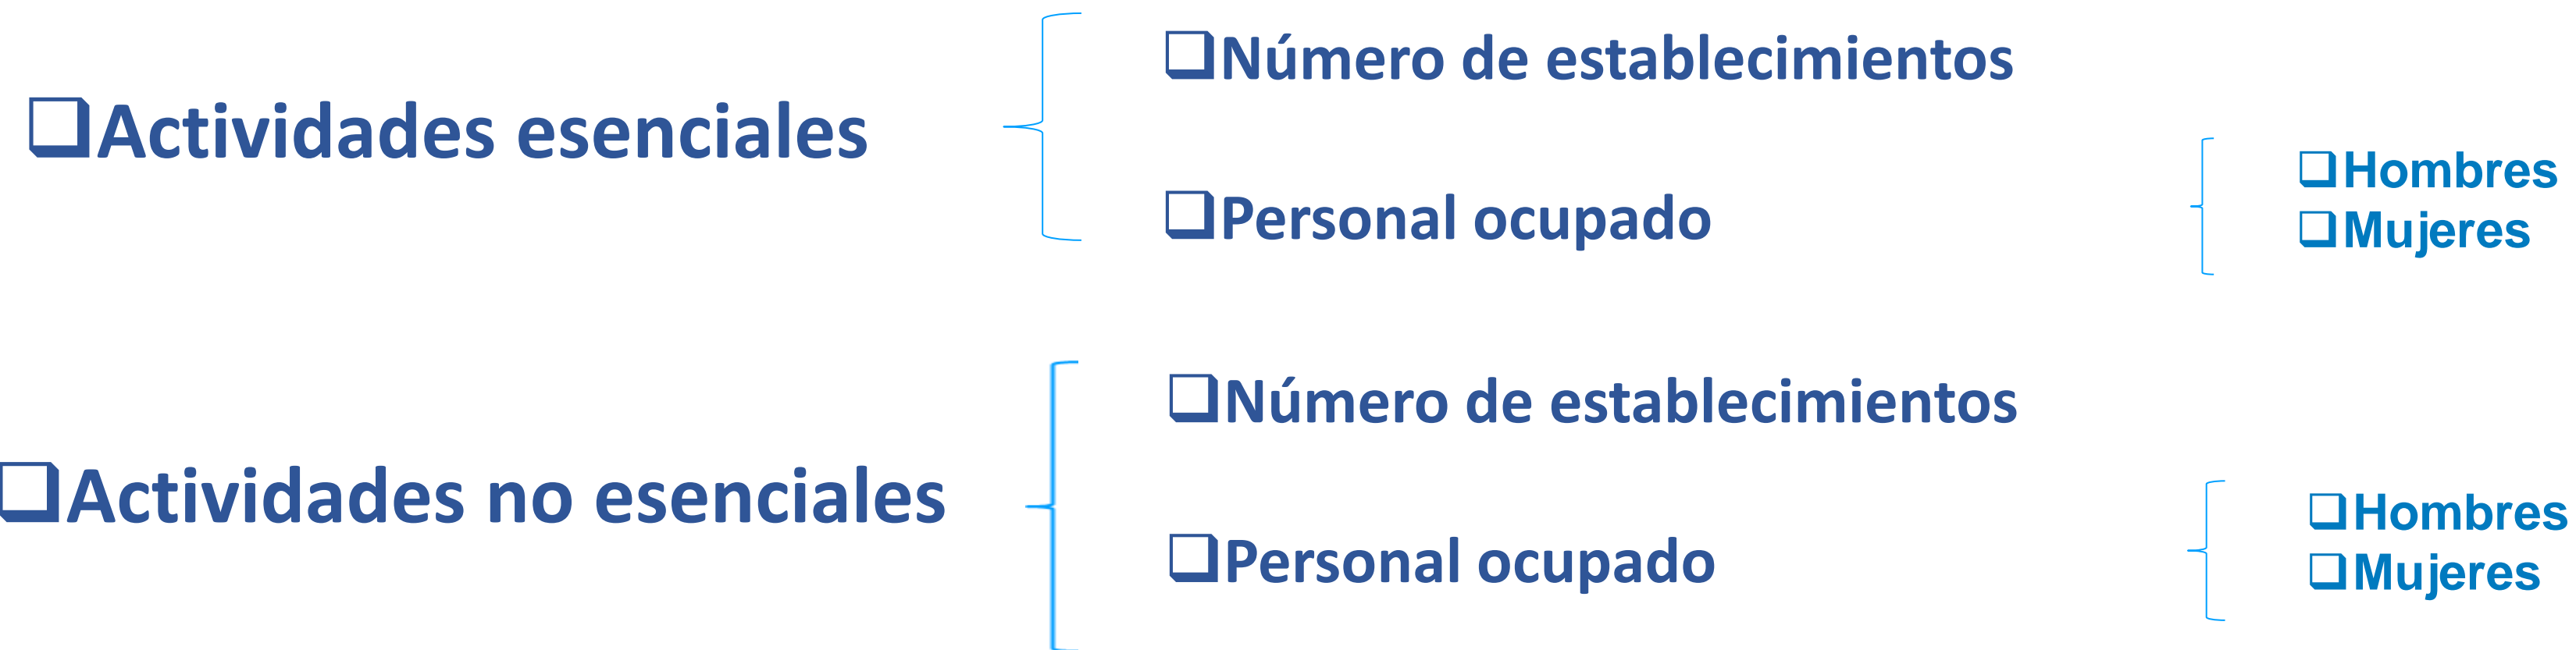 ❑Número de establecimientos
❑Actividades esenciales
❑Hombres
❑Personal ocupado
❑Mujeres
❑Número de establecimientos
❑Actividades no esenciales
❑Hombres
❑Personal ocupado
❑Mujeres